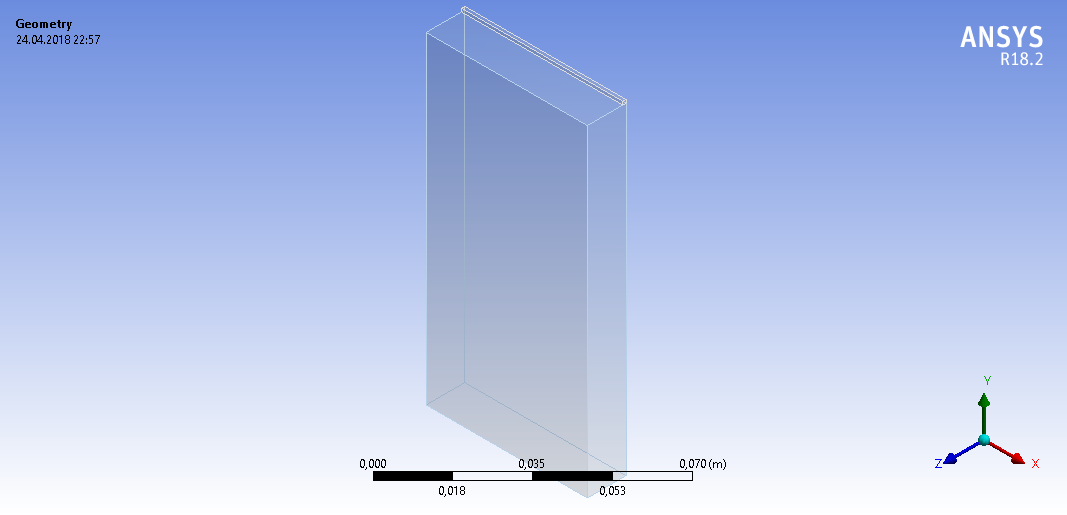 Geometry
24.04.2018 22:57
ANSYS
R18.2
Y
Z
X
0,000
0,035
0,070 (m)
0,018
0,053